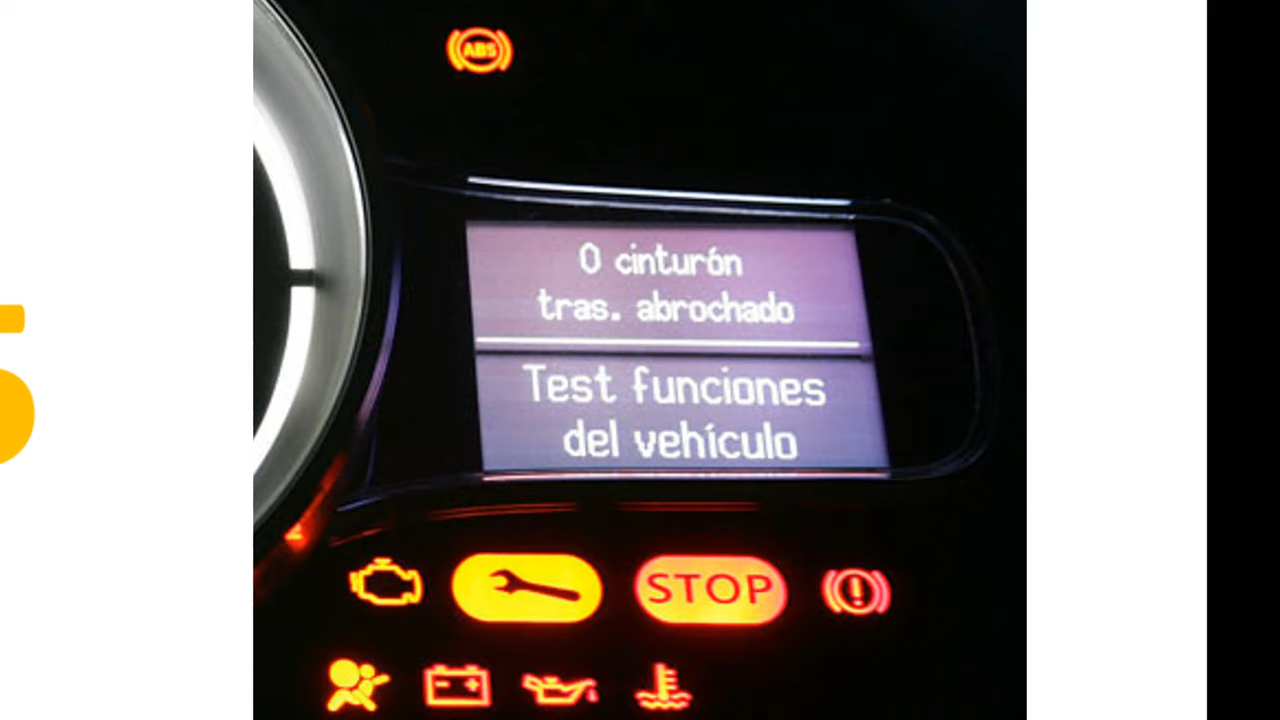 ABS
0 cinturón
tras. abrochado
Test funciones
del vehículo
STOP